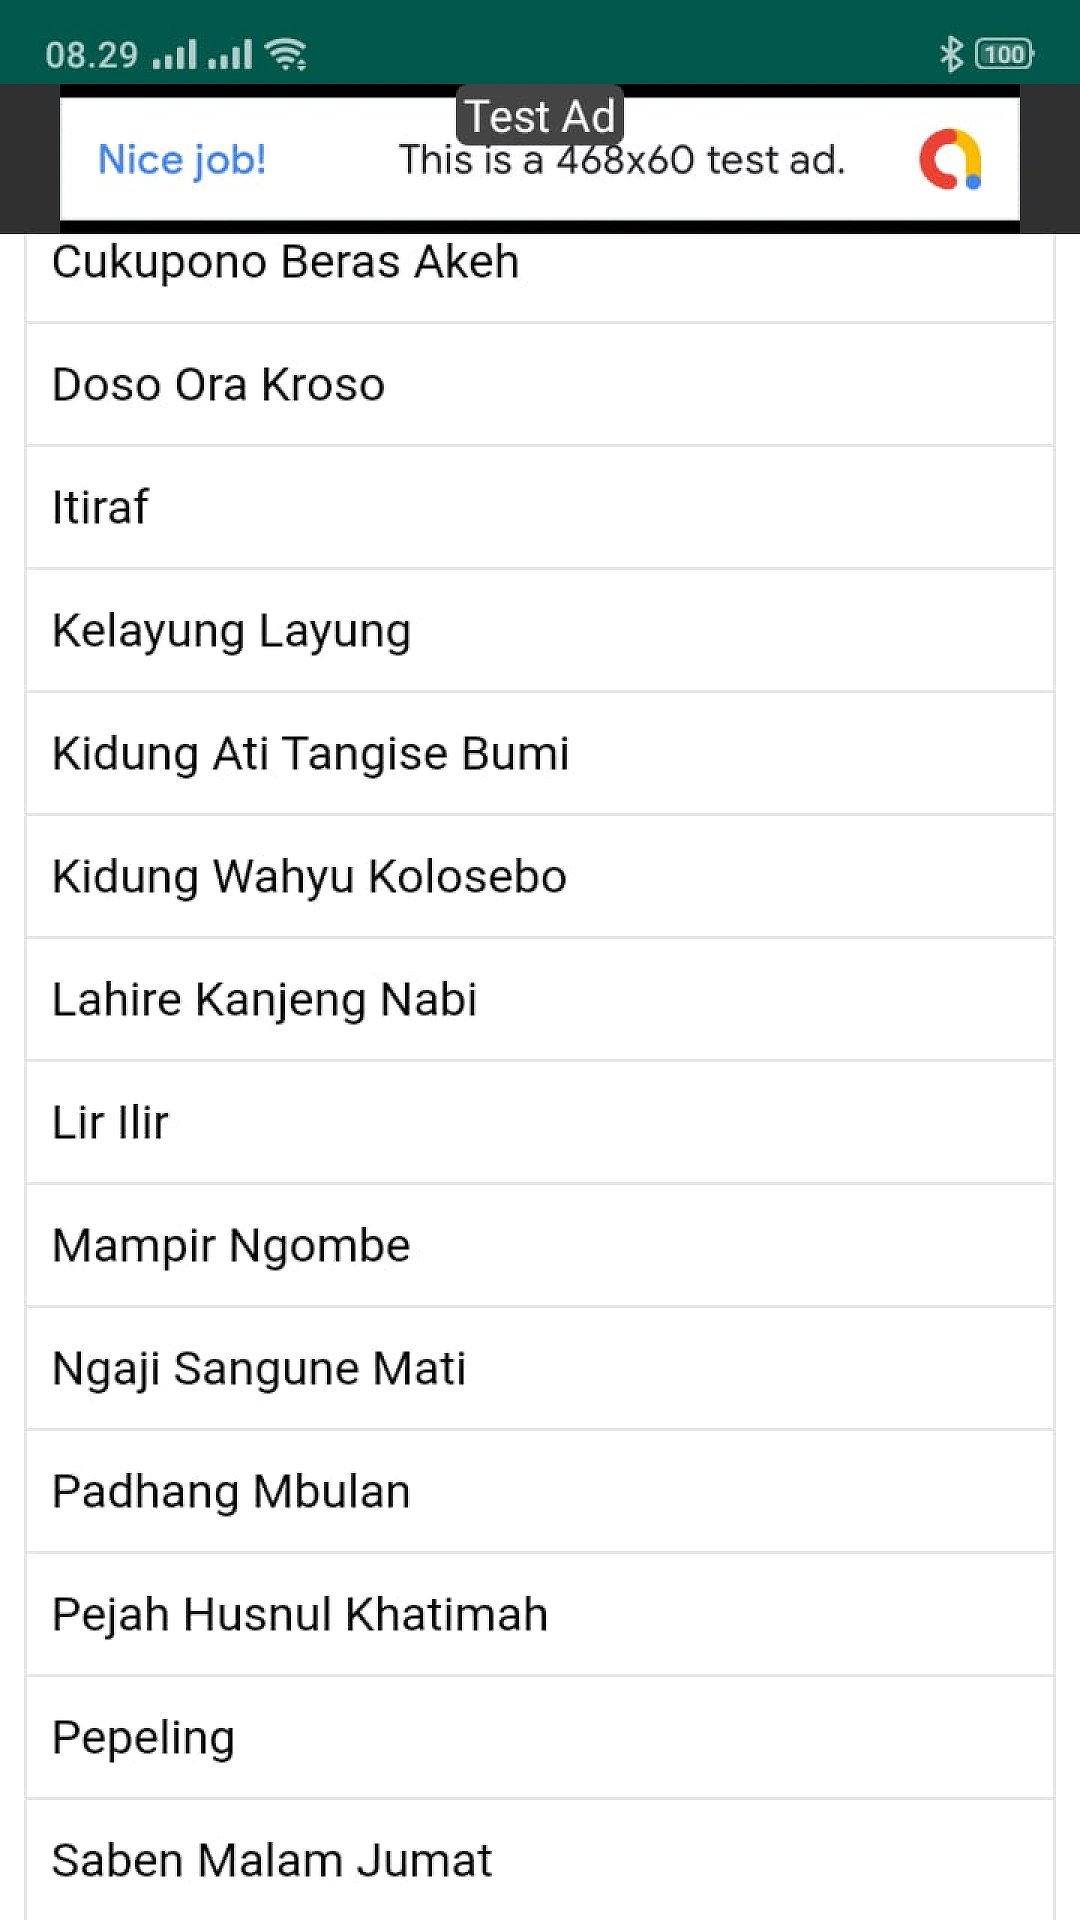 08.29
100
Test Ad
Nice job!
This is a 468x60 test ad.
Cukupono Beras Akeh
Doso Ora Kroso
Itiraf
Kelayung Layung
Kidung Ati Tangise Bumi
Kidung Wahyu Kolosebo
Lahire Kanjeng Nabi
Lir Ilir
Mampir Ngombe
Ngaji Sangune Mati
Padhang Mbulan
Pejah Husnul Khatimah
Pepeling
Saben Malam Jumat